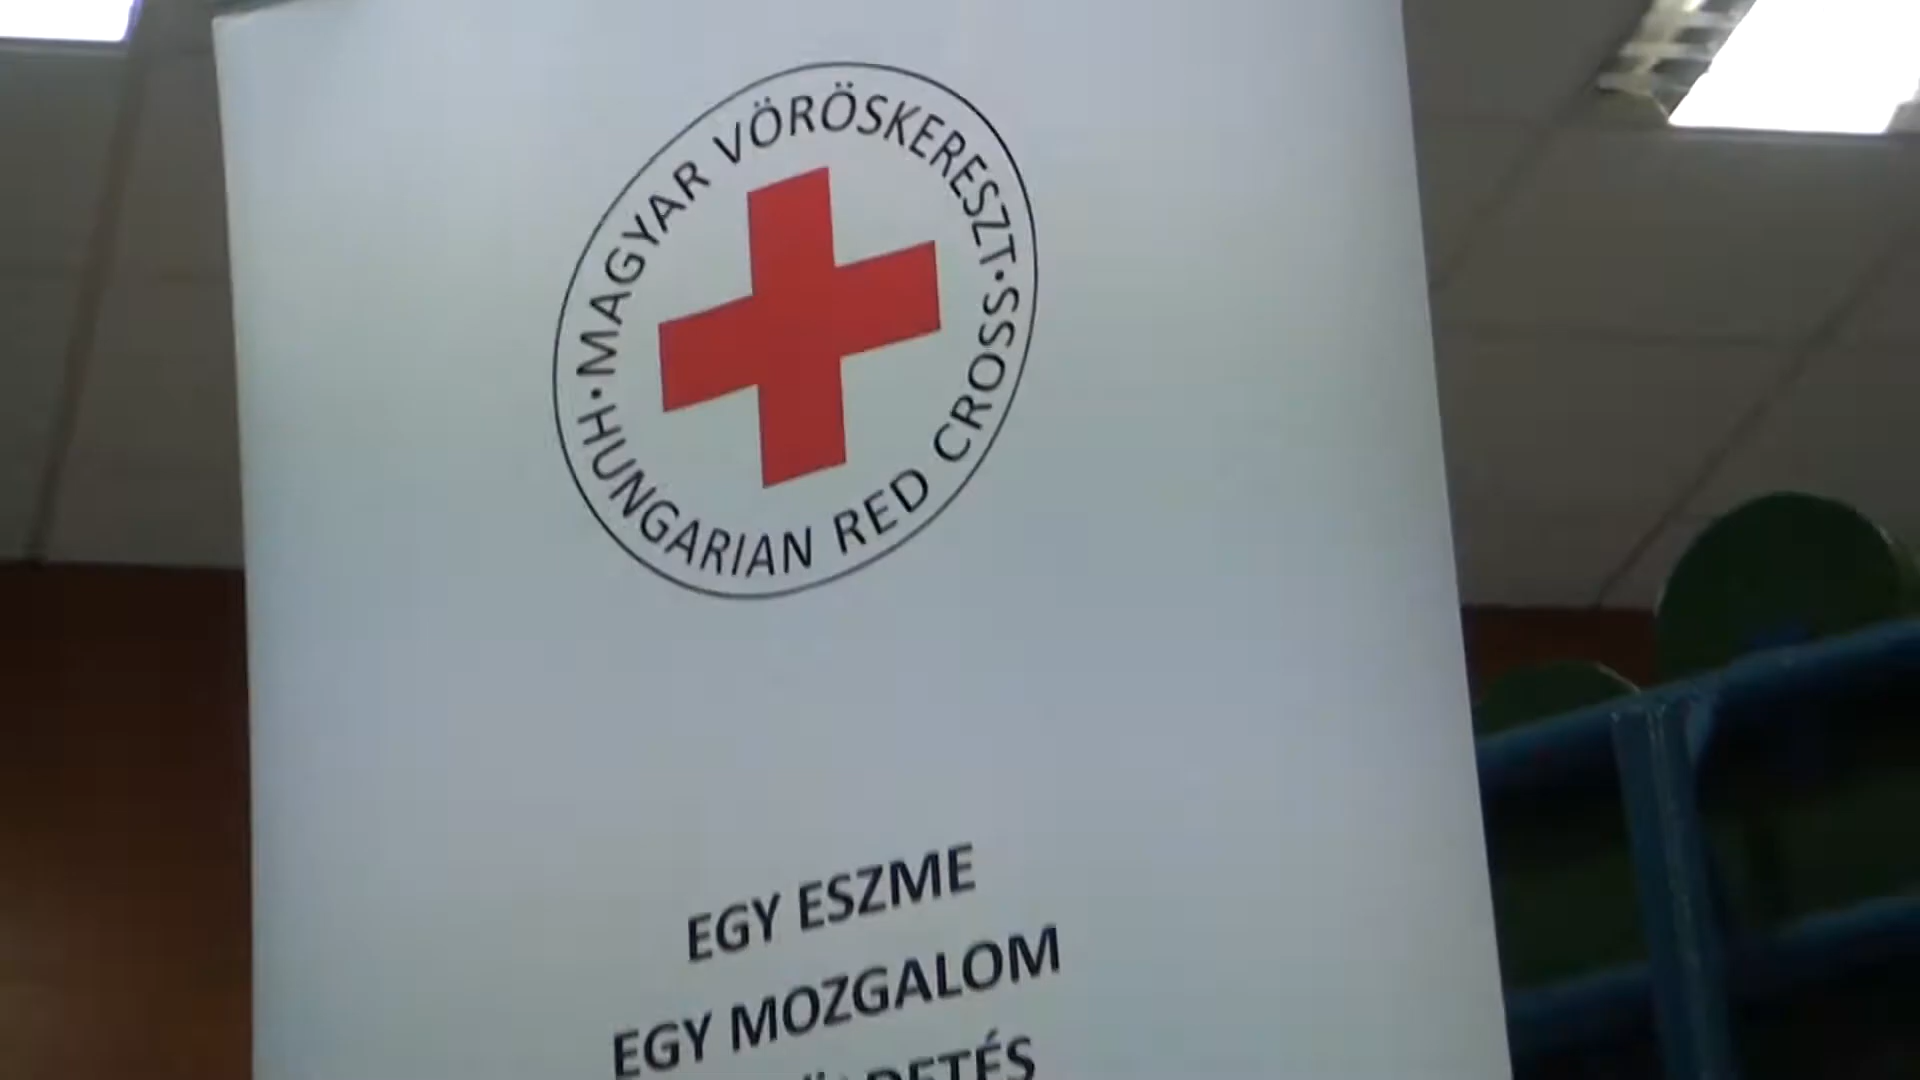 MAGYAR VÖRÖSKERESZT
HUNGARIAN RED CROSS
EGY ESZME
EGY MOZGALOM